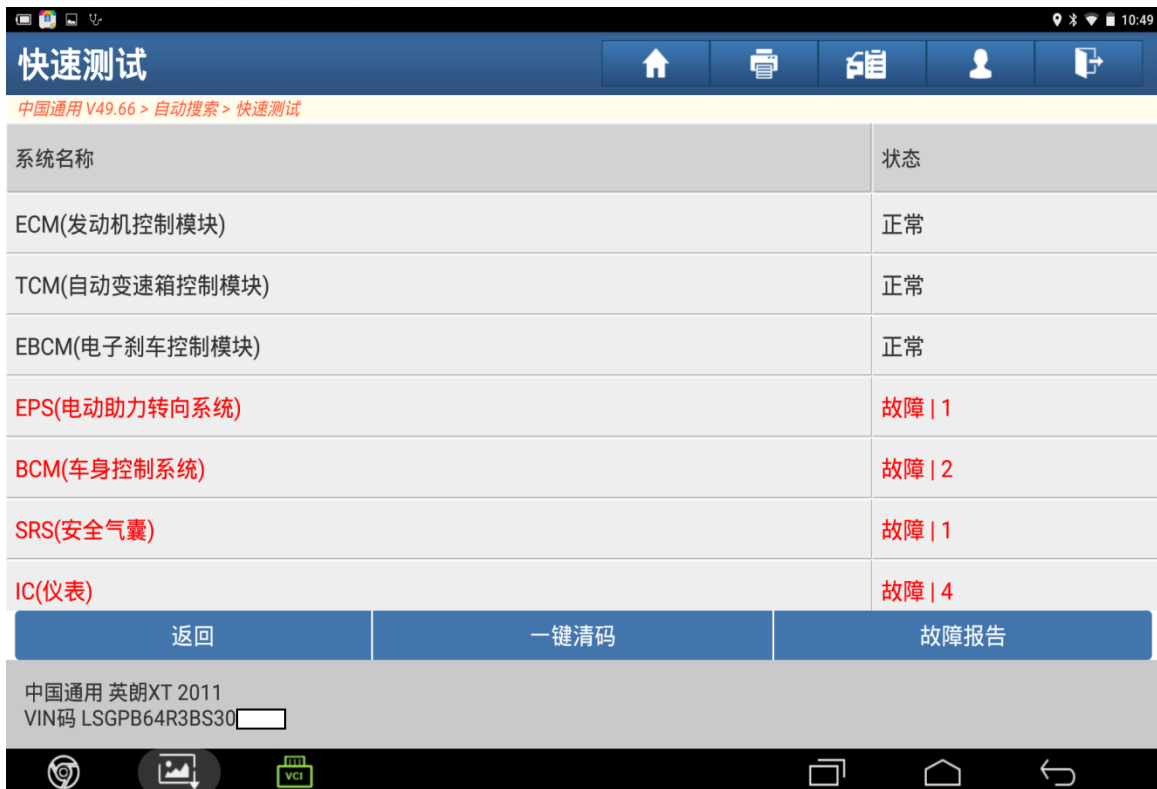 10:49
快速测试
中国通用 V49.66 > 自动搜索 > 快速测试
系统名称 状态
ECM(发动机控制模块) 正常
TCM(自动变速箱控制模块) 正常
EBCM(电子刹车控制模块) 正常
EPS(电动助力转向系统) 故障 | 1
BCM(车身控制系统) 故障 | 2
SRS(安全气囊) 故障 | 1
IC(仪表) 故障 | 4
返回 一键清码 故障报告
中国通用 英朗XT 2011
VIN码 LSGPB64R3BS30
VCI